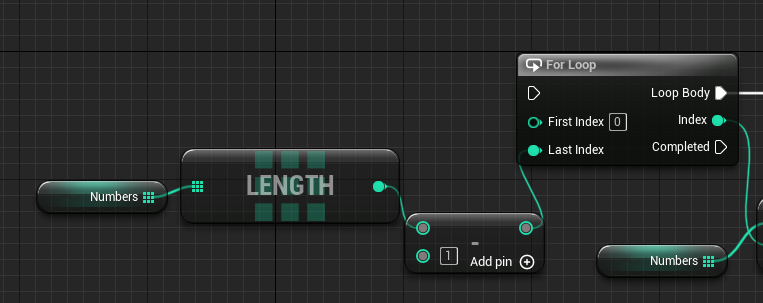 For Loop
Loop Body
First Index 0
Index
Last Index
Completed
Numbers
LENGTH
-
1
Add pin
Numbers